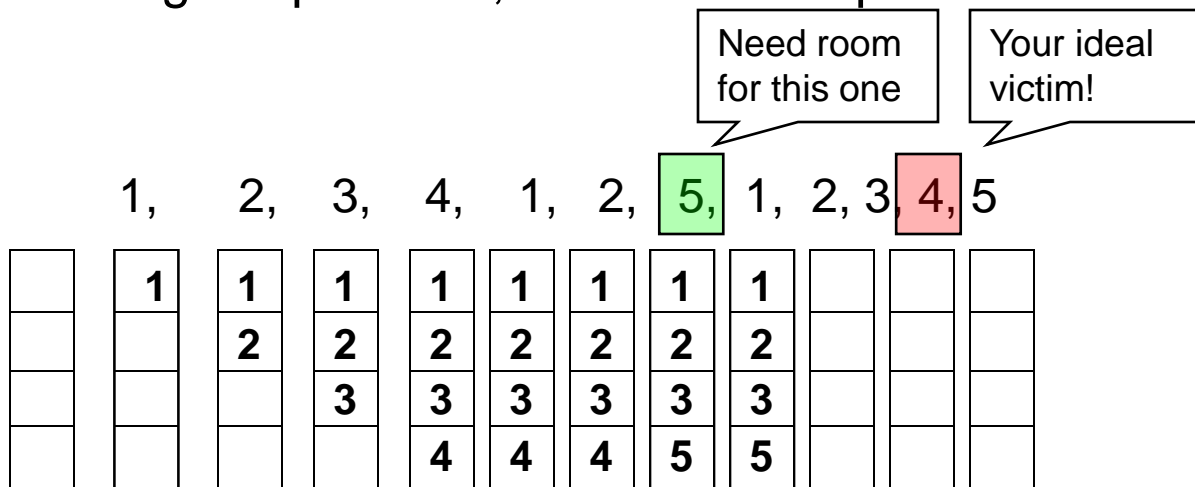 Need room
for this one
Your ideal
victim!
1, 2, 3, 4, 1, 2, 5, 1, 2, 3, 4, 5
1 1 1 1 1 1 1 1
2 2 2 2 2 2 2
3 3 3 3 3 3
4 4 4 5 5